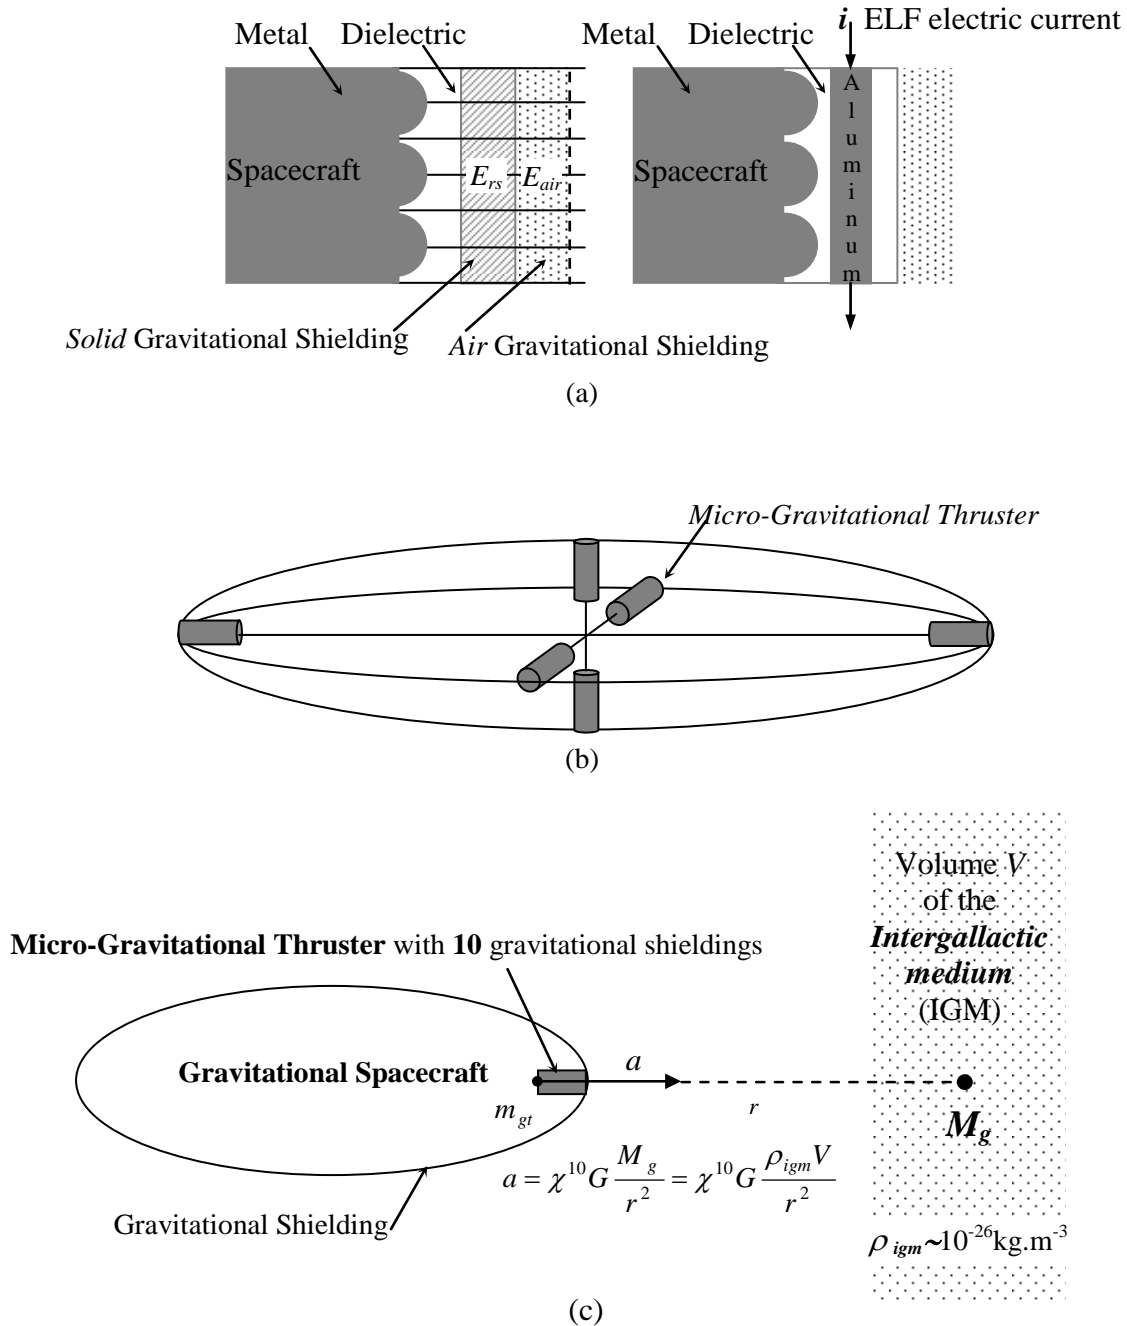 Metal Dielectric
Spacecraft
E_rs E_air
Solid Gravitational Shielding
Air Gravitational Shielding
i ELF electric current
Metal Dielectric
Spacecraft
Aluminum
(a)
Micro-Gravitational Thruster
(b)
Volume V
of the
Intergallactic
medium
(IGM)
Micro-Gravitational Thruster with 10 gravitational shieldings
Gravitational Spacecraft
a
m_gt
r
M_g
a = χ^10 G M_g / r^2 = χ^10 G ρ_igm V / r^2
Gravitational Shielding
ρ_igm ~10^-26 kg.m^-3
(c)